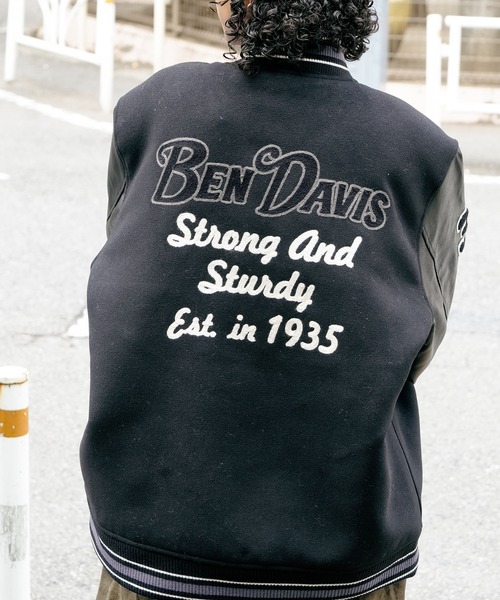 BEN DAVIS
Strong And
Sturdy
Est. in 1935